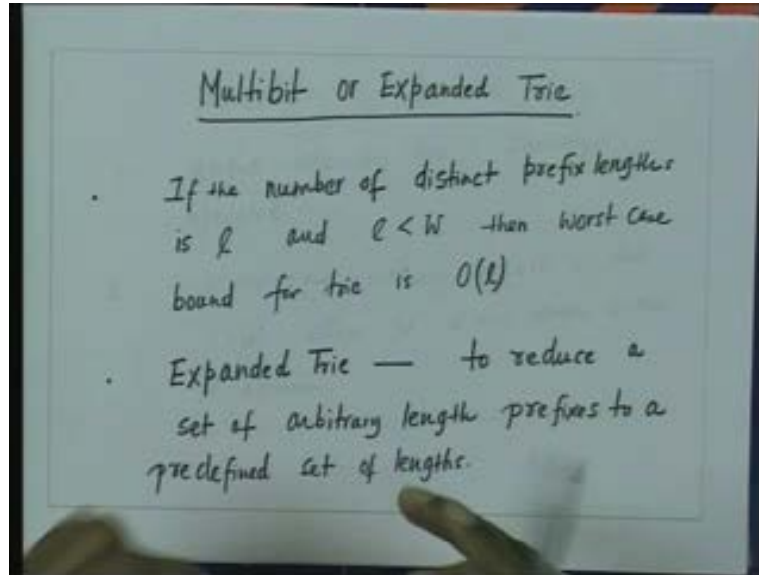 Multibit or Expanded Trie
. If the number of distinct prefix lengths
is l and l < W then worst case
bound for trie is O(l)
. Expanded Trie — to reduce a
set of arbitrary length prefixes to a
predefined set of lengths.